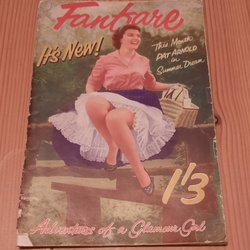 Fanfare
It's New!
This Month
PAT ARNOLD
in
Summer Dream
1'3
Adventures of a Glamour Girl